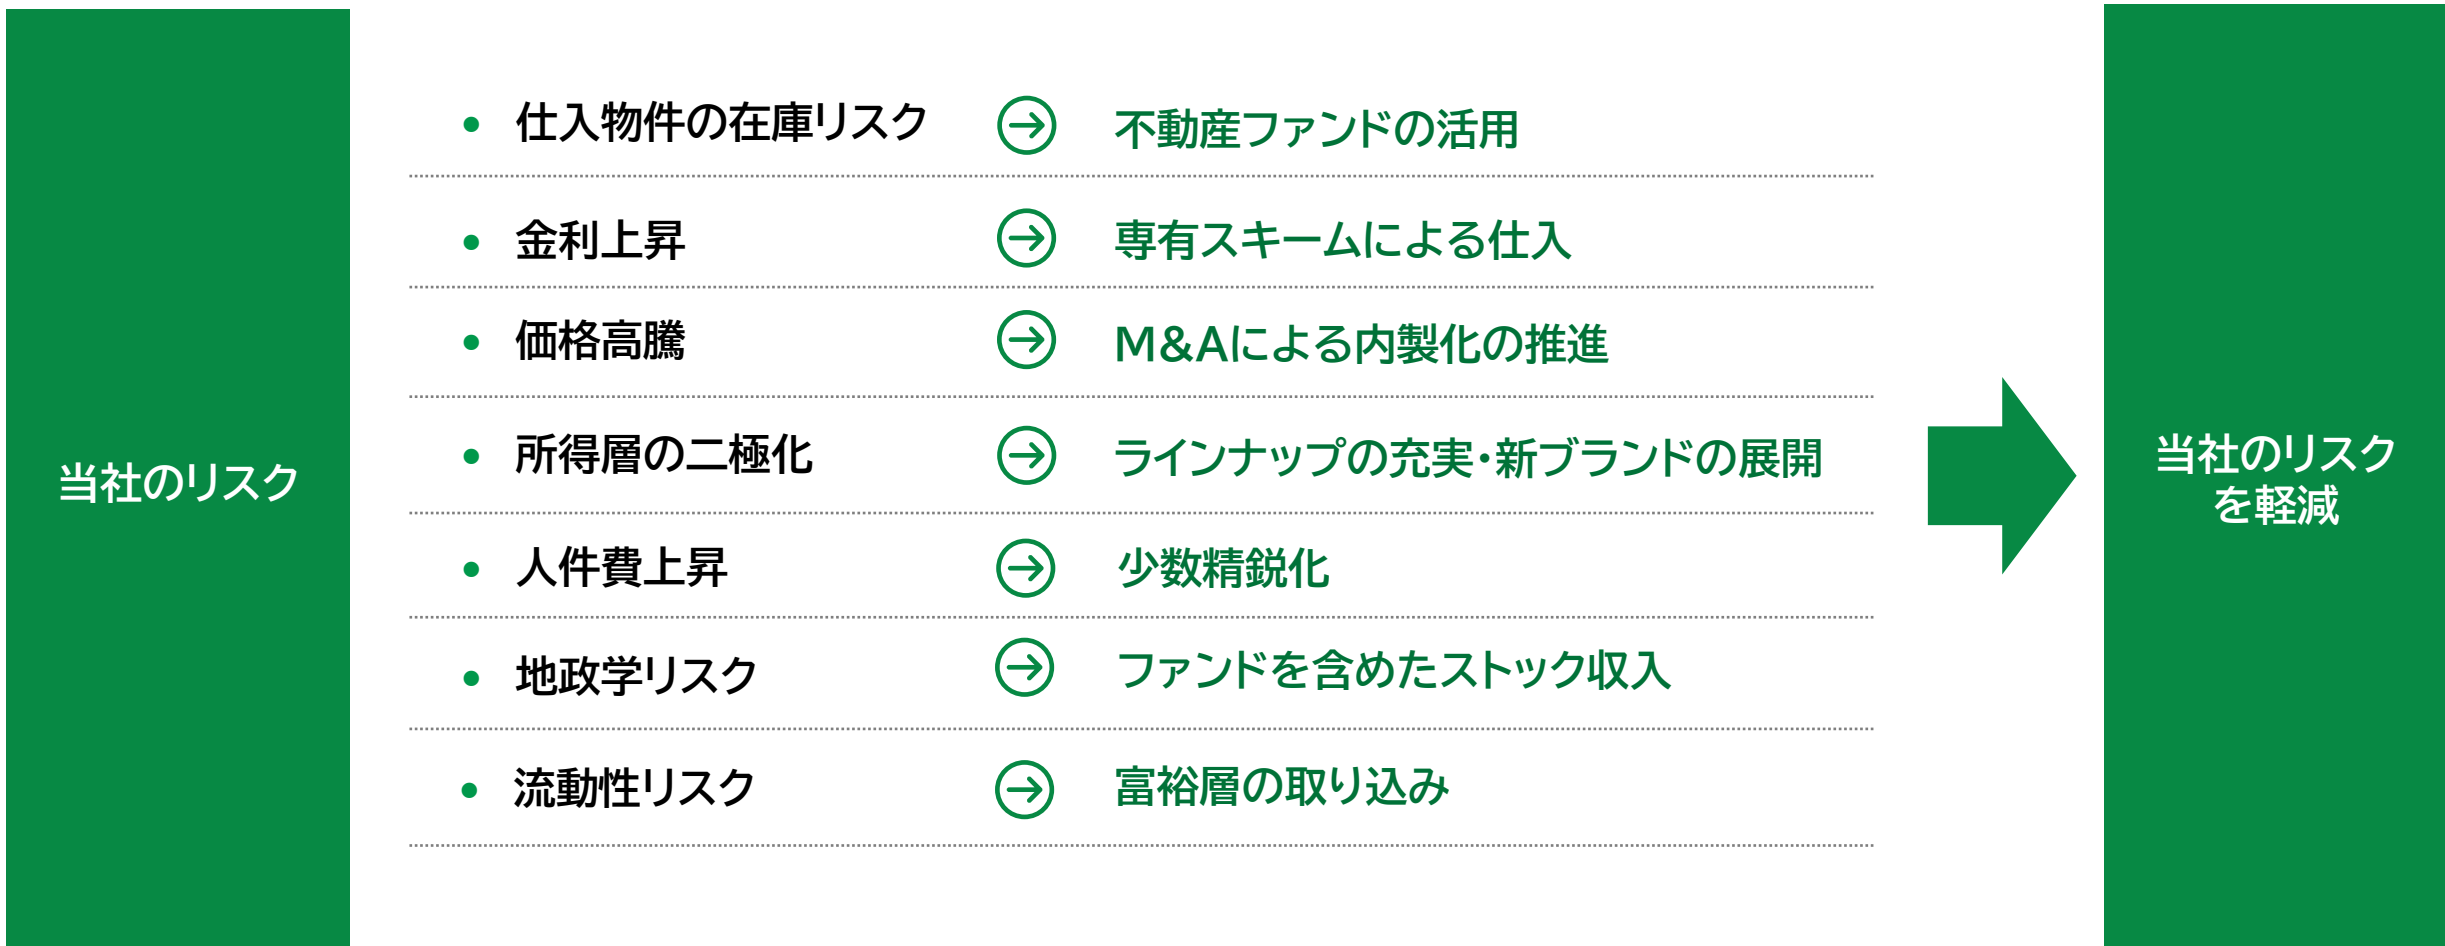 当社のリスク
• 仕入物件の在庫リスク
不動産ファンドの活用
• 金利上昇
専有スキームによる仕入
• 価格高騰
M&Aによる内製化の推進
• 所得層の二極化
ラインナップの充実・新ブランドの展開
• 人件費上昇
少数精鋭化
• 地政学リスク
ファンドを含めたストック収入
• 流動性リスク
富裕層の取り込み
当社のリスク
を軽減